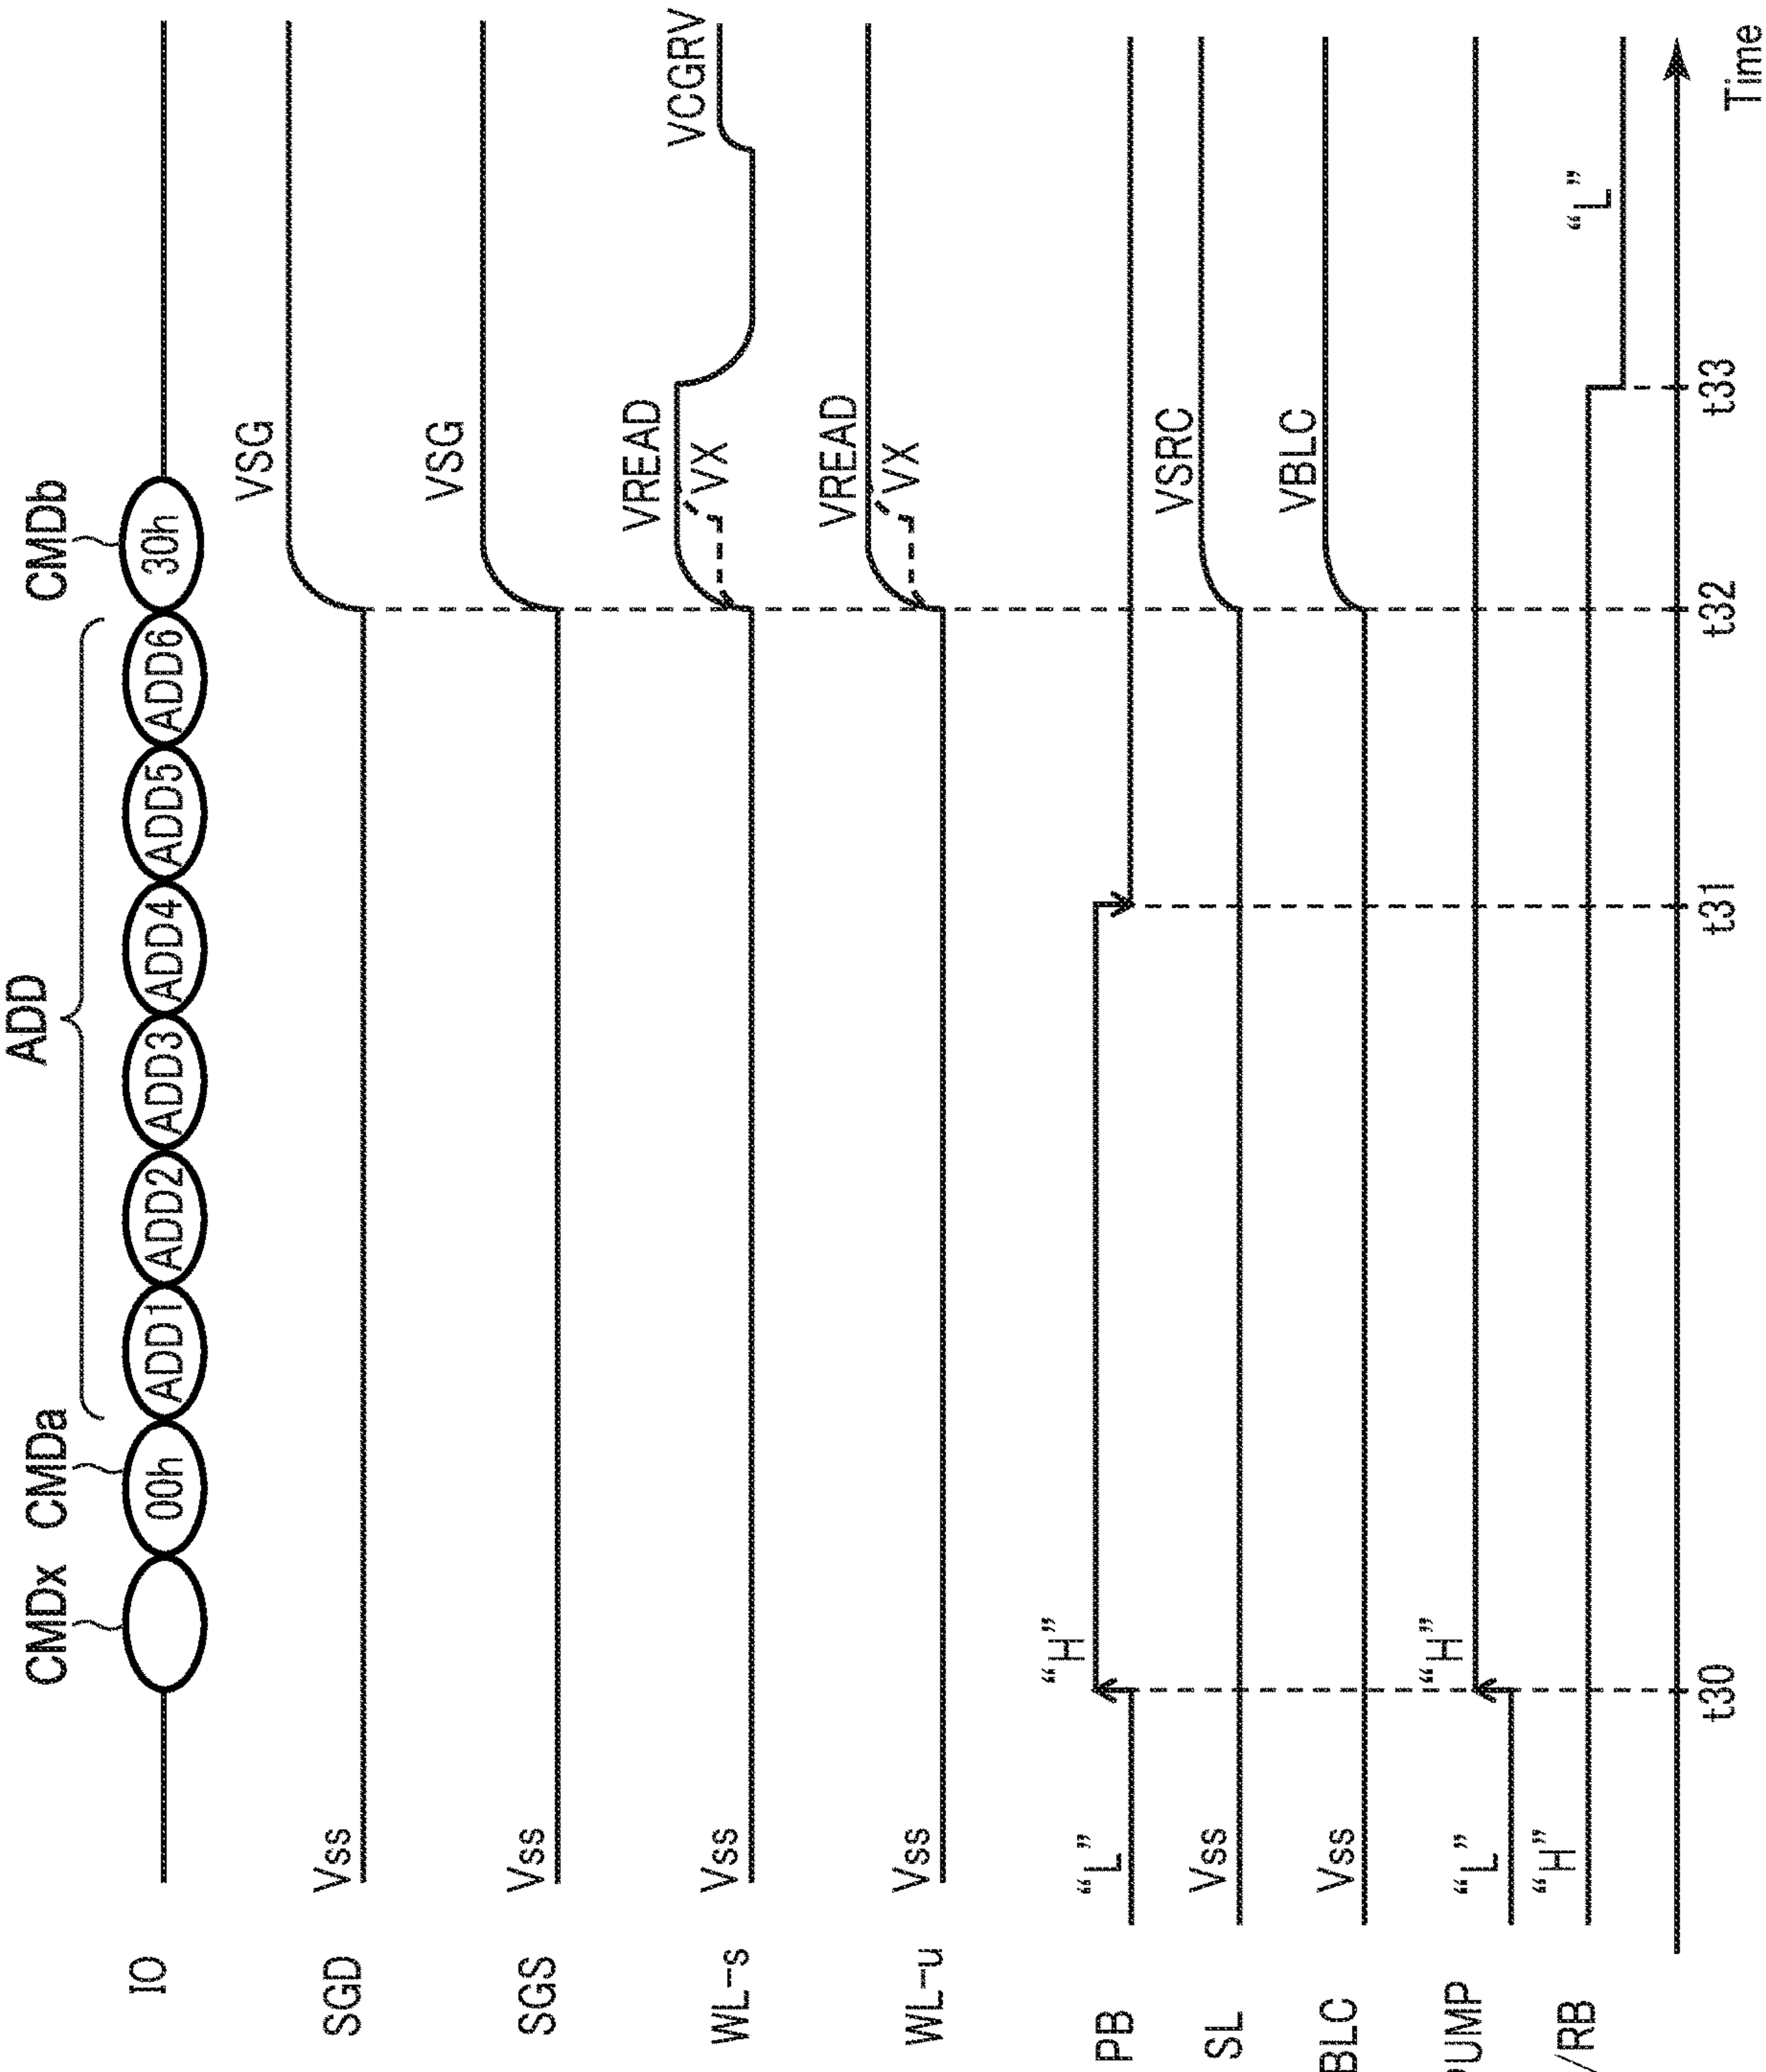 CMDx CMDa ADD CMDb
IO 00h ADD1 ADD2 ADD3 ADD4 ADD5 ADD6 30h
SGD Vss VSG
SGS Vss VSG
WL-s Vss VREAD VX VCGRV
WL-u Vss VREAD VX
PB “L” “H”
SL Vss VSRC
BLC Vss VBLC
PUMP “L” “H”
/RB “H” “L”
t30 t31 t32 t33
Time